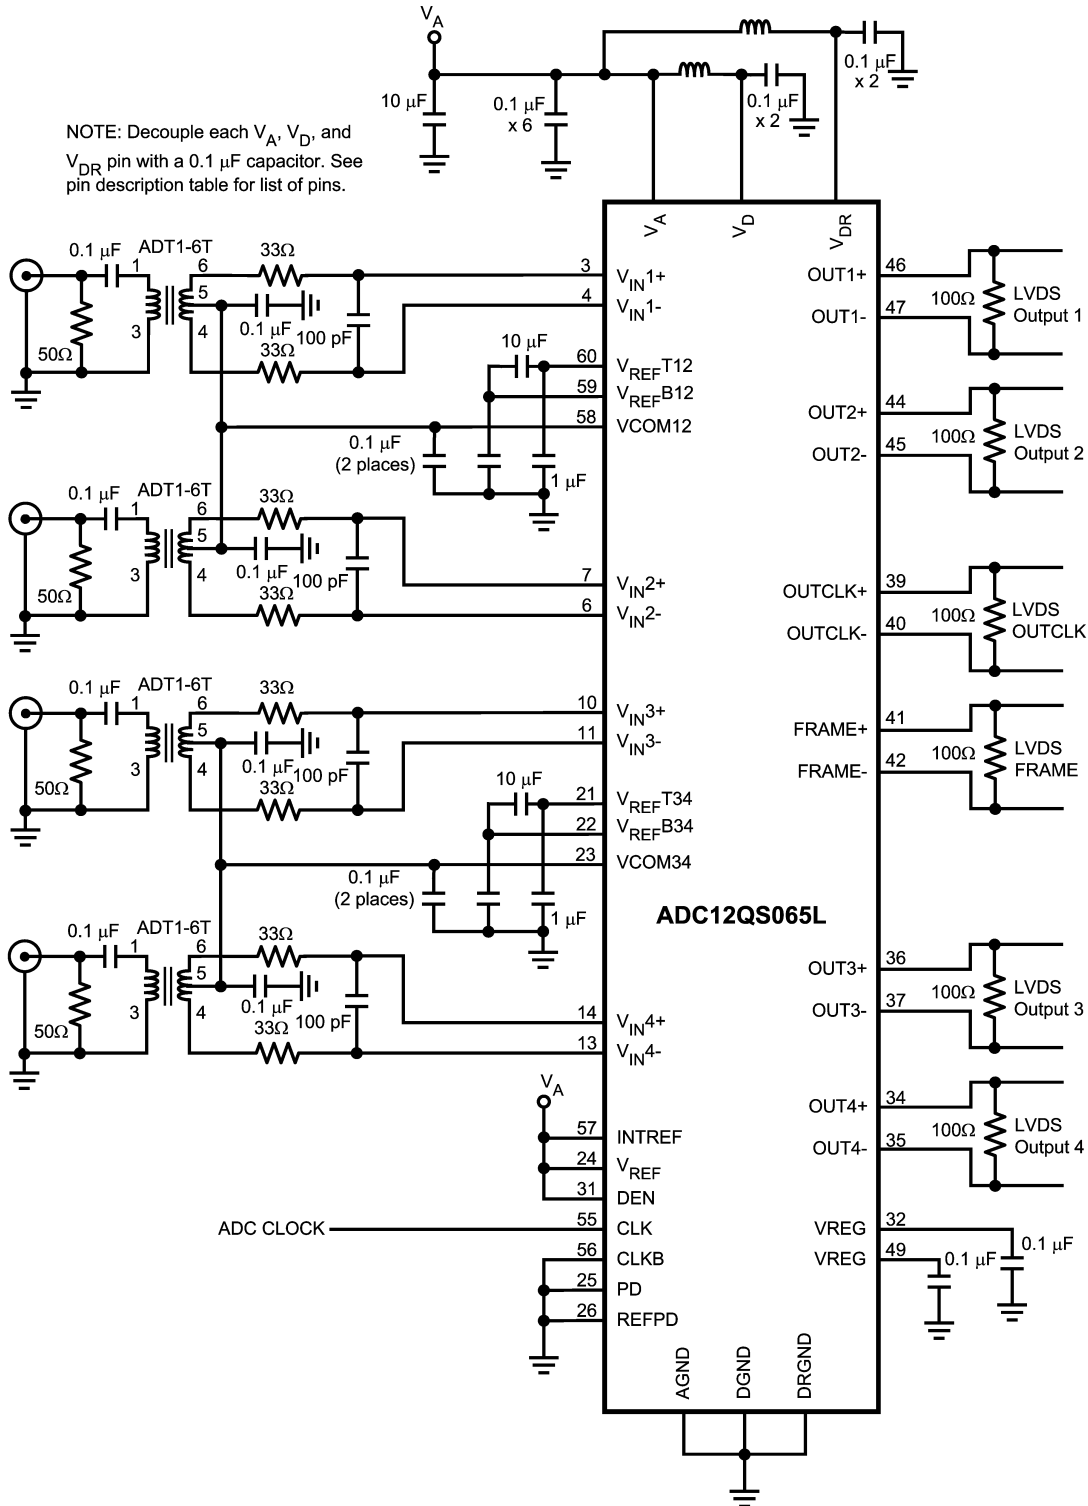 VA
10 µF
0.1 µF
x 6
0.1 µF
x 2
0.1 µF
x 2
NOTE: Decouple each VA, VD, and
VDR pin with a 0.1 µF capacitor. See
pin description table for list of pins.
VA
VD
VDR
0.1 µF
ADT1-6T
1
3
6
5
4
50Ω
33Ω
0.1 µF
33Ω
100 pF
3
VIN1+
4
VIN1-
10 µF
60
VREFT12
59
VREFB12
58
VCOM12
0.1 µF
(2 places)
1 µF
0.1 µF
ADT1-6T
1
3
6
5
4
50Ω
33Ω
0.1 µF
33Ω
100 pF
7
VIN2+
6
VIN2-
0.1 µF
ADT1-6T
1
3
6
5
4
50Ω
33Ω
0.1 µF
33Ω
100 pF
10
VIN3+
11
VIN3-
10 µF
21
VREFT34
22
VREFB34
23
VCOM34
0.1 µF
(2 places)
1 µF
ADC12QS065L
0.1 µF
ADT1-6T
1
3
6
5
4
50Ω
33Ω
0.1 µF
33Ω
100 pF
14
VIN4+
13
VIN4-
VA
57
INTREF
24
VREF
31
DEN
ADC CLOCK
55
CLK
56
CLKB
25
PD
26
REFPD
AGND
DGND
DRGND
OUT1+
46
OUT1-
47
100Ω
LVDS
Output 1
OUT2+
44
OUT2-
45
100Ω
LVDS
Output 2
OUTCLK+
39
OUTCLK-
40
100Ω
LVDS
OUTCLK
FRAME+
41
FRAME-
42
100Ω
LVDS
FRAME
OUT3+
36
OUT3-
37
100Ω
LVDS
Output 3
OUT4+
34
OUT4-
35
100Ω
LVDS
Output 4
VREG
32
VREG
49
0.1 µF
0.1 µF